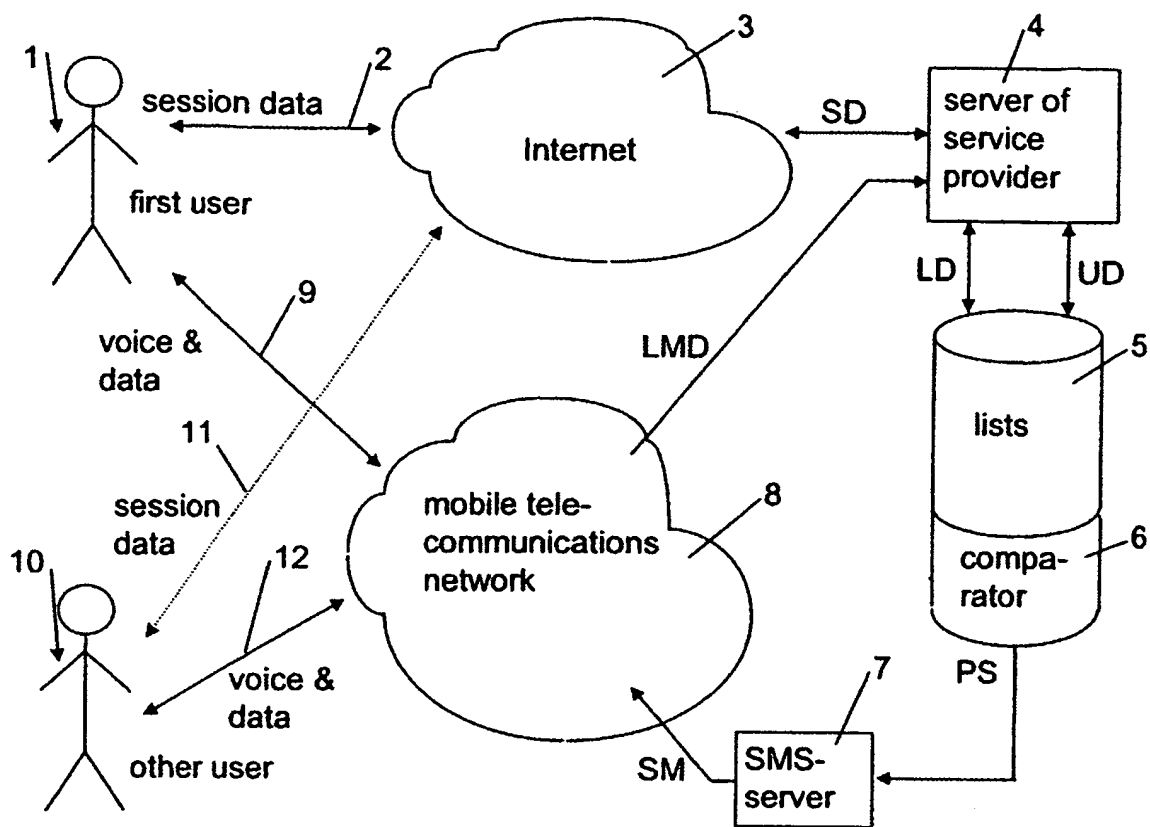 1
session data
2
3
Internet
SD
4
server of
service
provider
first user
LD
UD
9
voice &
data
LMD
5
lists
11
session
data
mobile tele-
communications
network
8
6
compa-
rator
10
12
voice &
data
PS
7
SM
SMS-
server
other user